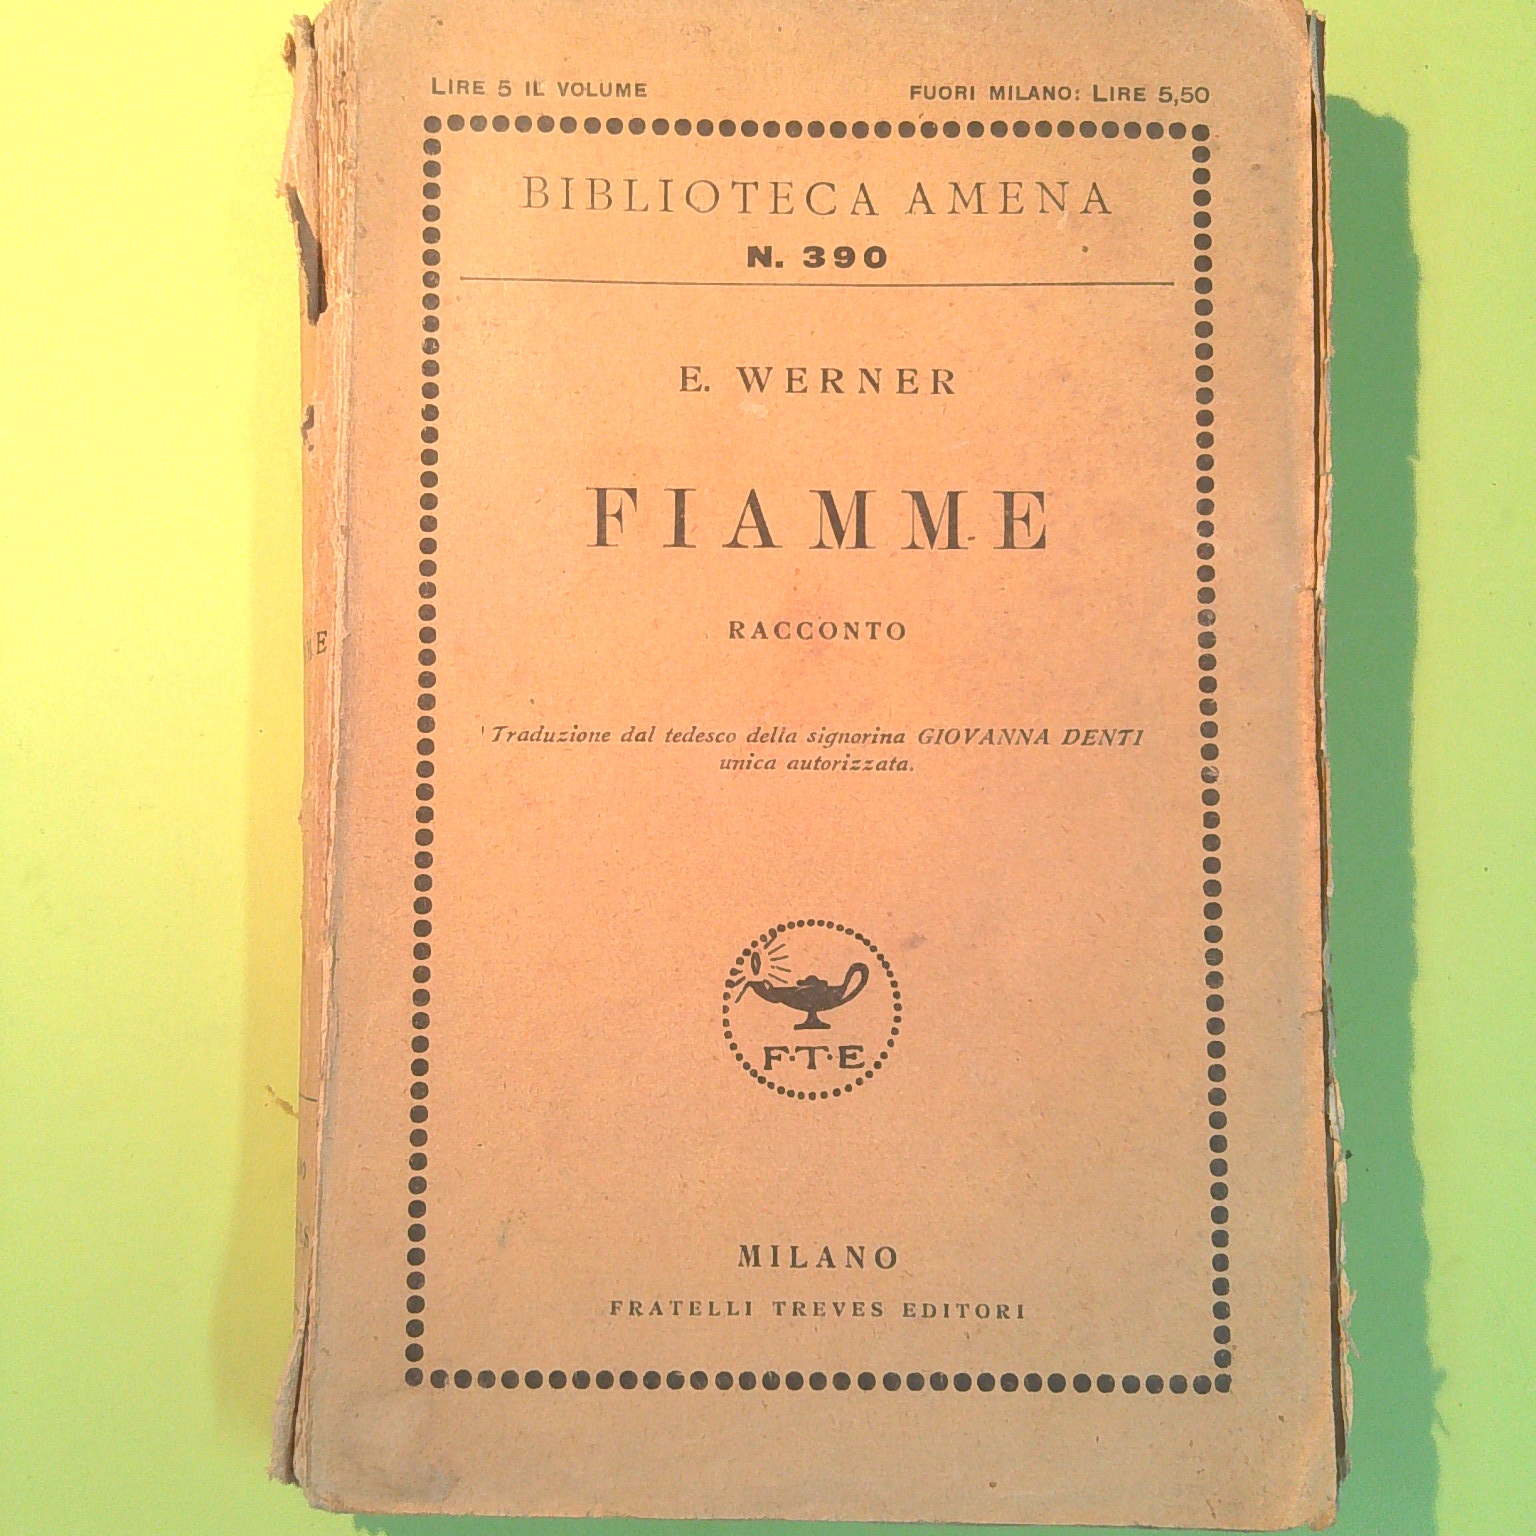 LIRE 5 IL VOLUME
FUORI MILANO: LIRE 5,50
BIBLIOTECA AMENA
N. 390
E. WERNER
FIAMME
RACCONTO
Traduzione dal tedesco della signorina GIOVANNA DENTI
unica autorizzata.
F·T·E
MILANO
FRATELLI TREVES EDITORI